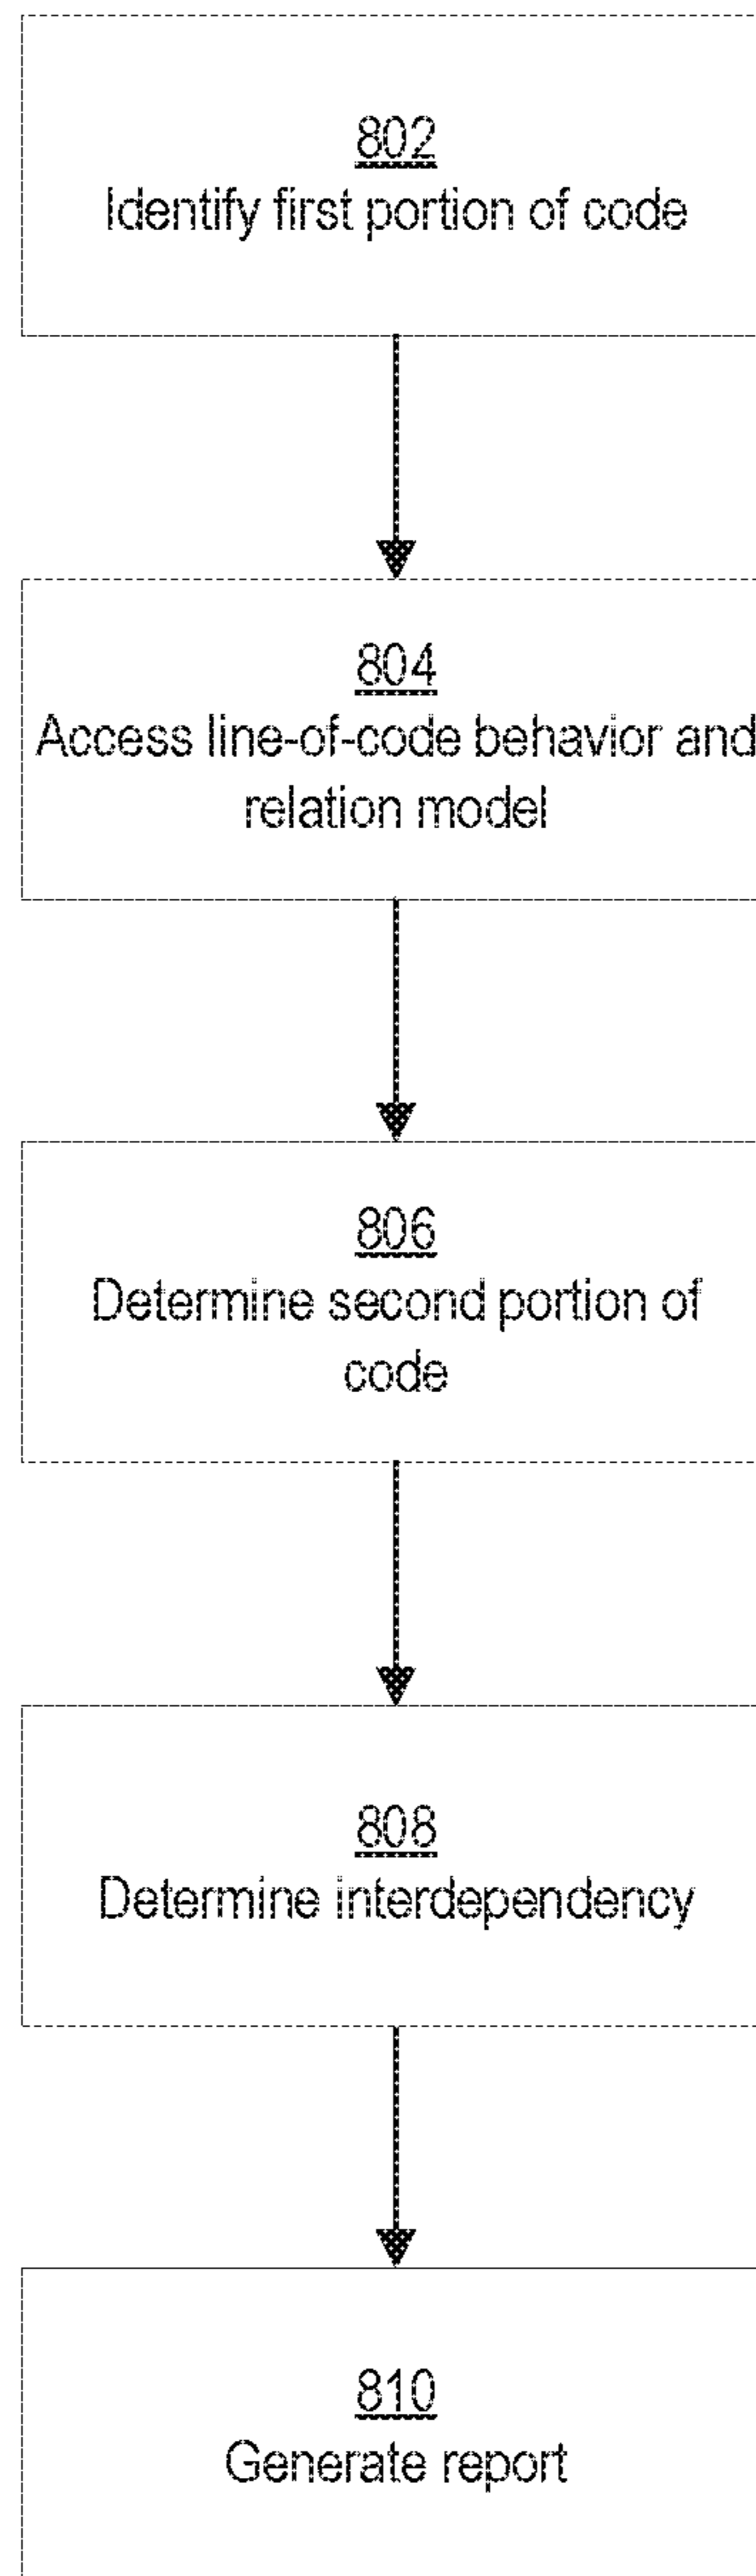 802
Identify first portion of code
804
Access line-of-code behavior and
relation model
806
Determine second portion of
code
808
Determine interdependency
810
Generate report